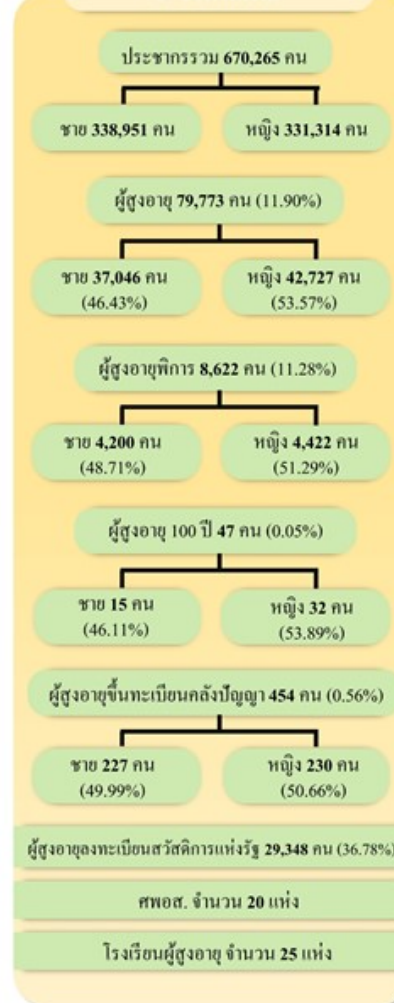 ประชากรรวม 670,265 คน
ชาย 338,951 คน
หญิง 331,314 คน
ผู้สูงอายุ 79,773 คน (11.90%)
ชาย 37,046 คน
(46.43%)
หญิง 42,727 คน
(53.57%)
ผู้สูงอายุพิการ 8,622 คน (11.28%)
ชาย 4,200 คน
(48.71%)
หญิง 4,422 คน
(51.29%)
ผู้สูงอายุ 100 ปี 47 คน (0.05%)
ชาย 15 คน
(46.11%)
หญิง 32 คน
(53.89%)
ผู้สูงอายุขึ้นทะเบียนคลังปัญญา 454 คน (0.56%)
ชาย 227 คน
(49.99%)
หญิง 230 คน
(50.66%)
ผู้สูงอายุลงทะเบียนสวัสดิการแห่งรัฐ 29,348 คน (36.78%)
ศพอส. จำนวน 20 แห่ง
โรงเรียนผู้สูงอายุ จำนวน 25 แห่ง